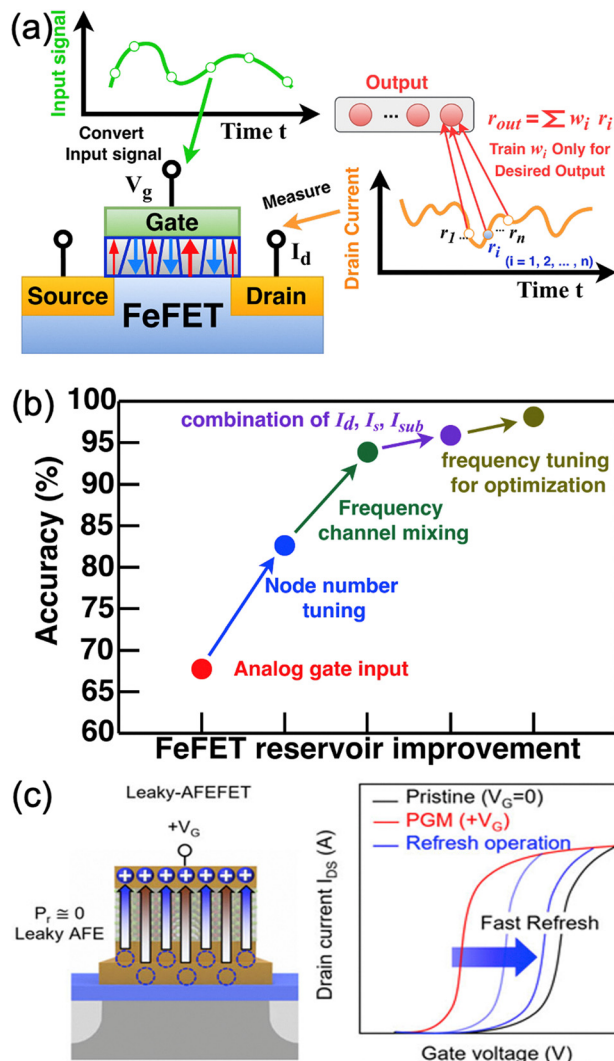 (a)
Input signal
Time t
Convert
Input signal
V_g
Gate
Source
FeFET
Drain
I_d
Measure
Output
...
r_out = ∑ w_i r_i
Train w_i Only for
Desired Output
Drain Current
r_1 ... r_i ... r_n
(i = 1, 2, ... , n)
Time t
(b)
Accuracy (%)
100
95
90
85
80
75
70
65
60
combination of I_d, I_s, I_sub
frequency tuning
for optimization
Frequency
channel mixing
Node number
tuning
Analog gate input
FeFET reservoir improvement
(c)
Leaky-AFEFET
+V_G
P_r ≅ 0
Leaky AFE
Drain current I_DS (A)
Pristine (V_G=0)
PGM (+V_G)
Refresh operation
Fast Refresh
Gate voltage (V)